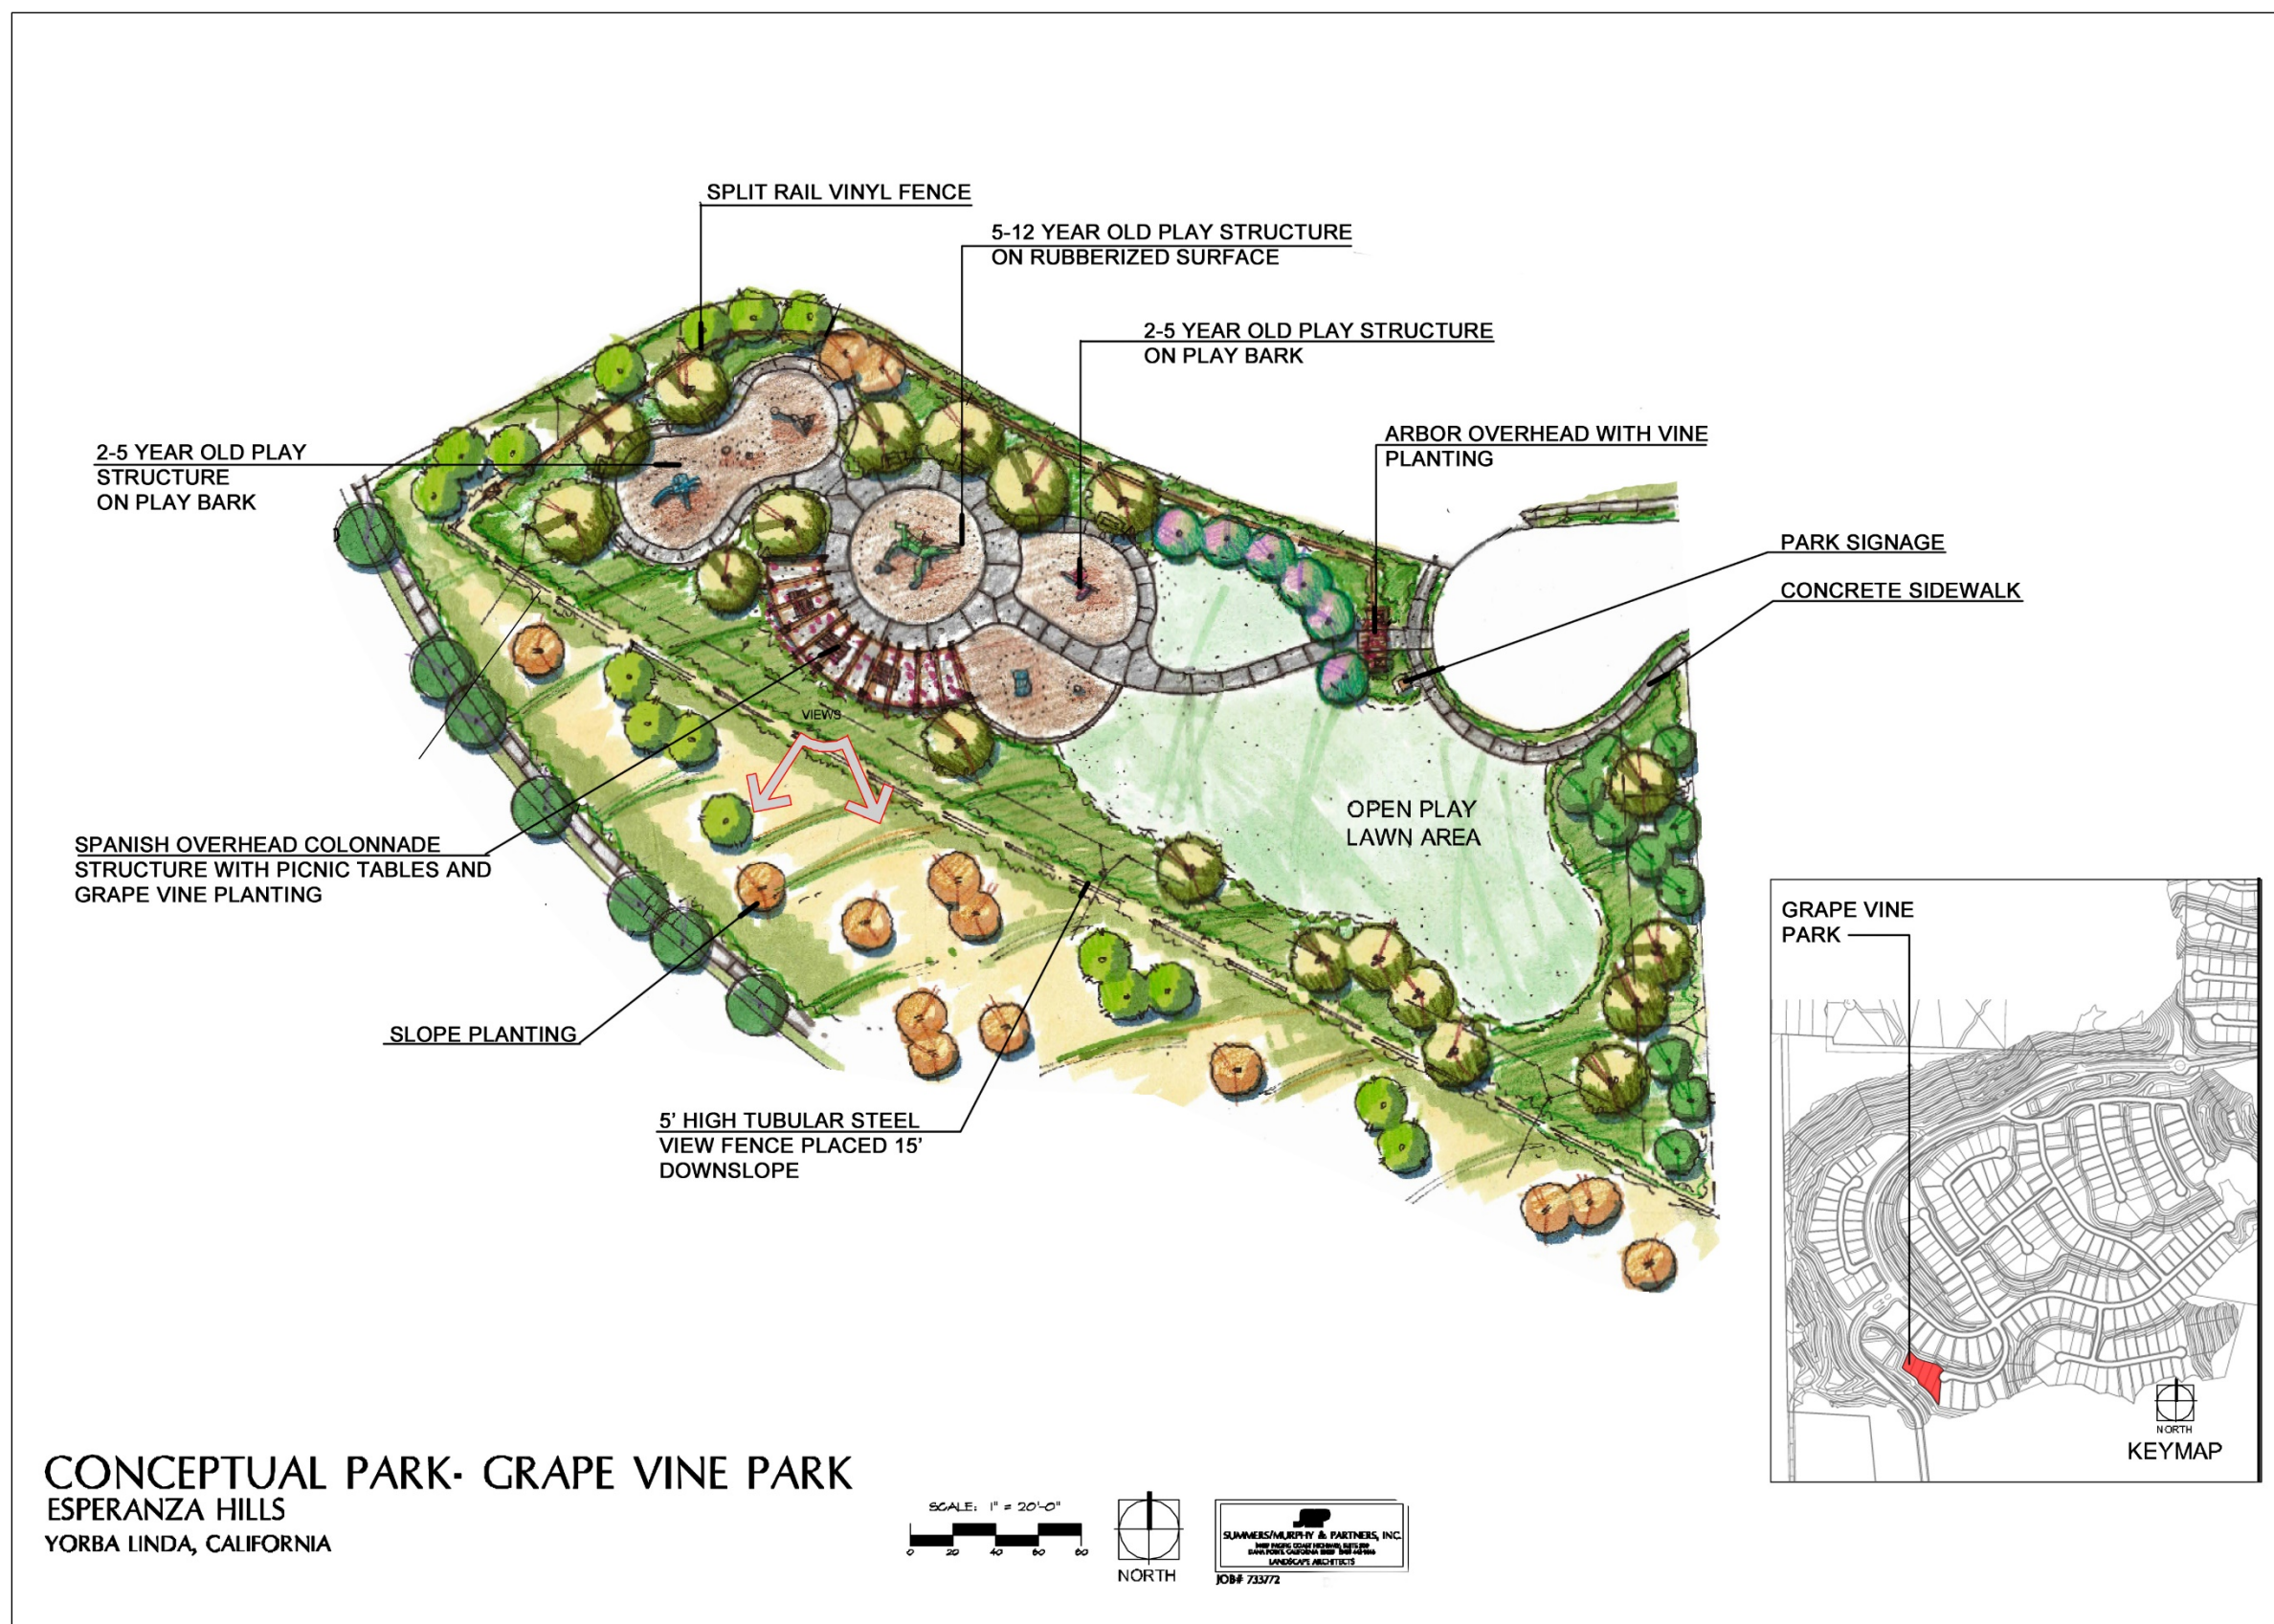 SPLIT RAIL VINYL FENCE
5-12 YEAR OLD PLAY STRUCTURE
ON RUBBERIZED SURFACE
2-5 YEAR OLD PLAY STRUCTURE
ON PLAY BARK
ARBOR OVERHEAD WITH VINE
PLANTING
2-5 YEAR OLD PLAY
STRUCTURE
ON PLAY BARK
PARK SIGNAGE
CONCRETE SIDEWALK
VIEWS
OPEN PLAY
LAWN AREA
SPANISH OVERHEAD COLONNADE
STRUCTURE WITH PICNIC TABLES AND
GRAPE VINE PLANTING
SLOPE PLANTING
5' HIGH TUBULAR STEEL
VIEW FENCE PLACED 15'
DOWNSLOPE
GRAPE VINE
PARK
NORTH
KEYMAP
CONCEPTUAL PARK- GRAPE VINE PARK
ESPERANZA HILLS
YORBA LINDA, CALIFORNIA
SCALE: 1" = 20'-0"
0 20 40 60 80
NORTH
SUMMERS/MURPHY & PARTNERS, INC.
LANDSCAPE ARCHITECTS
JOB# 733772